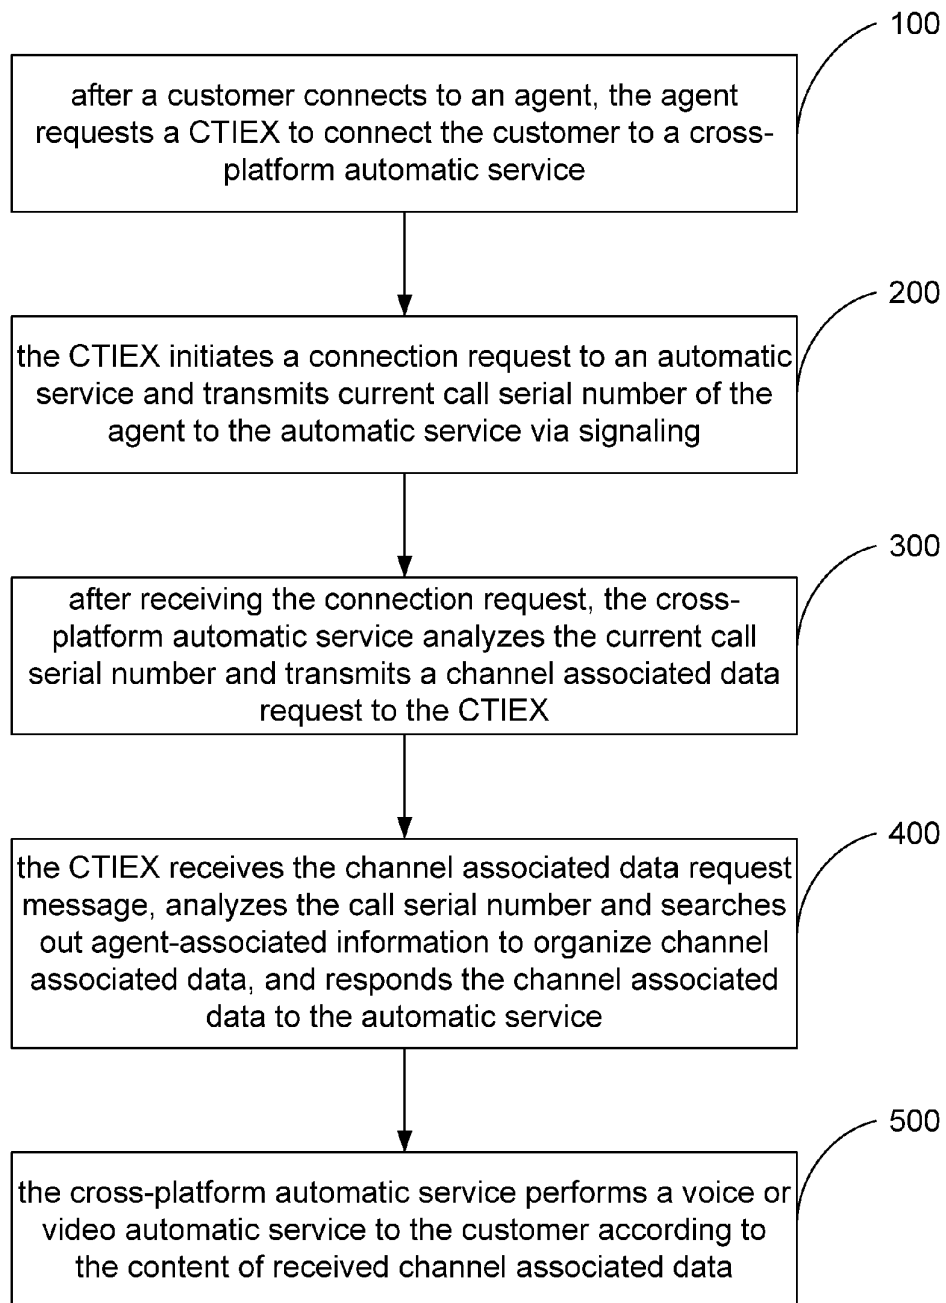 100
after a customer connects to an agent, the agent
requests a CTIEX to connect the customer to a cross-
platform automatic service
200
the CTIEX initiates a connection request to an automatic
service and transmits current call serial number of the
agent to the automatic service via signaling
300
after receiving the connection request, the cross-
platform automatic service analyzes the current call
serial number and transmits a channel associated data
request to the CTIEX
400
the CTIEX receives the channel associated data request
message, analyzes the call serial number and searches
out agent-associated information to organize channel
associated data, and responds the channel associated
data to the automatic service
500
the cross-platform automatic service performs a voice or
video automatic service to the customer according to
the content of received channel associated data